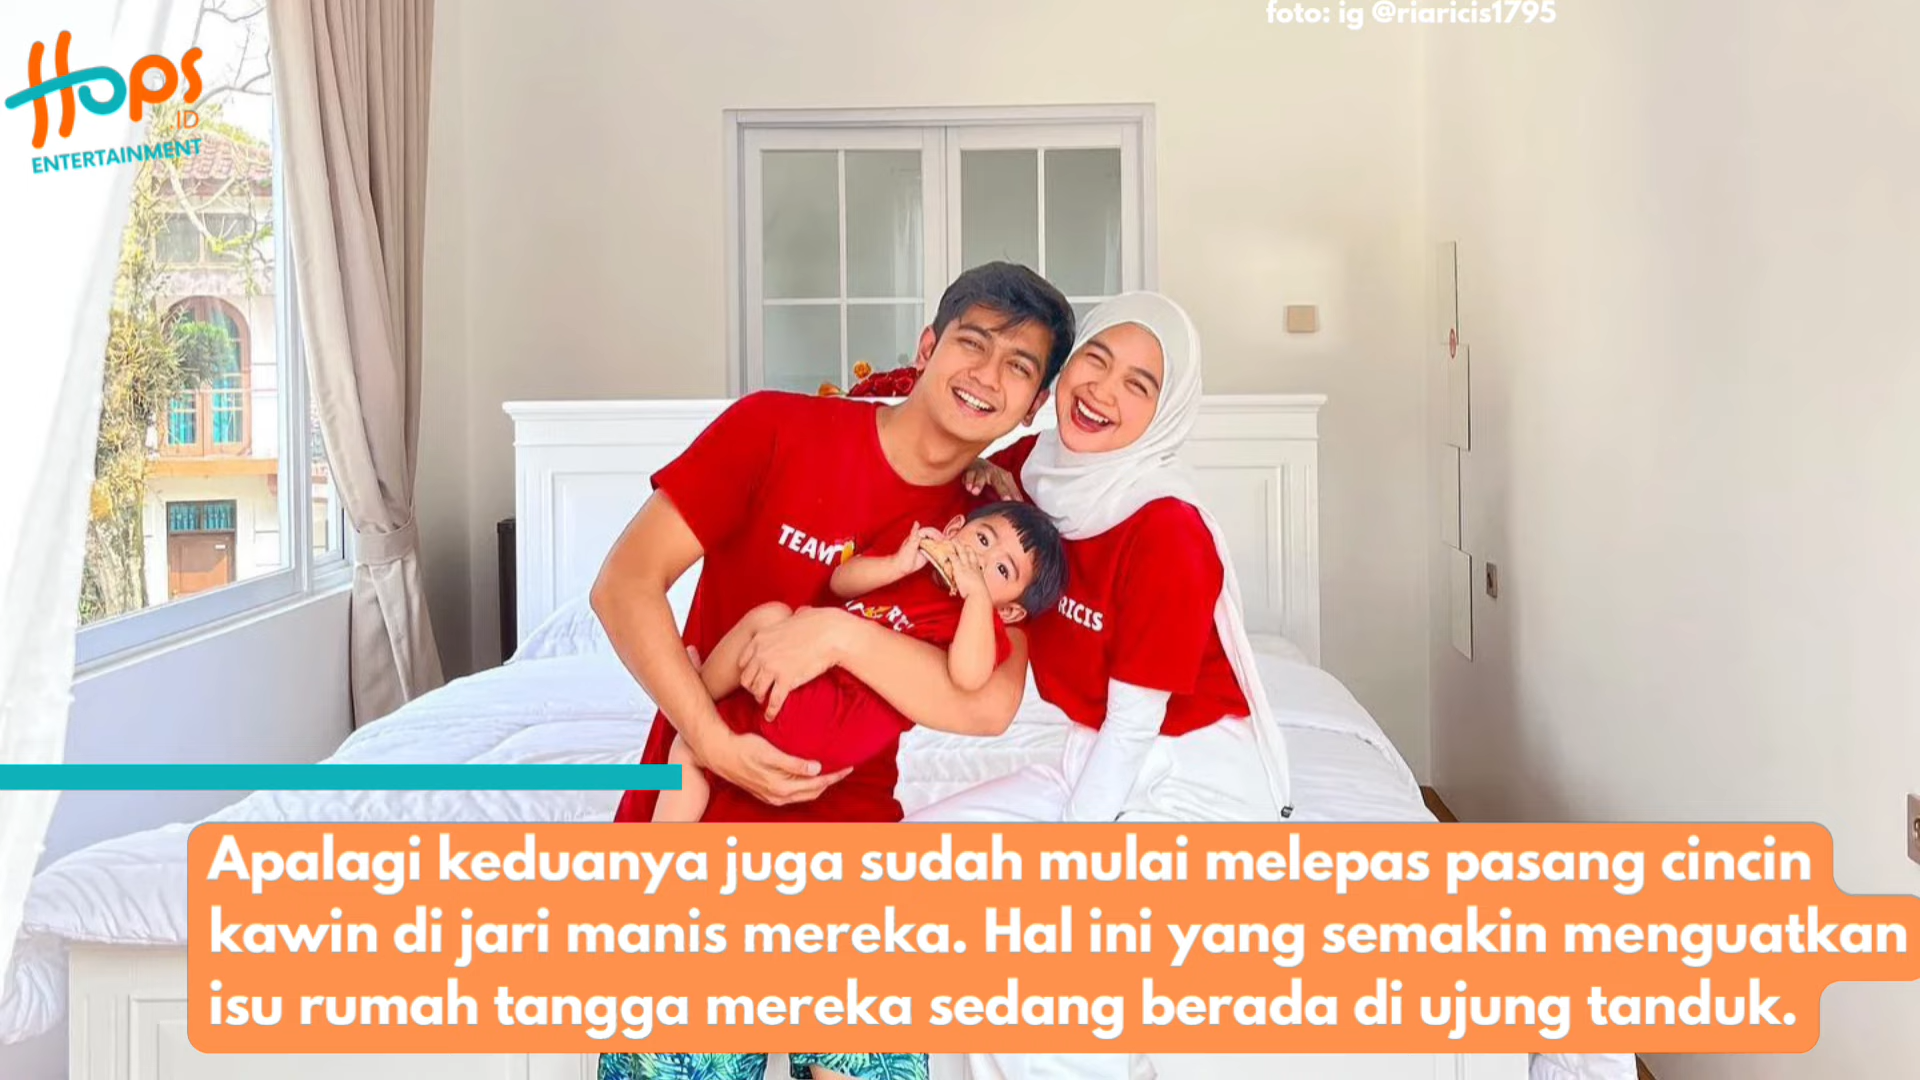 foto: ig @riaricis1795
Hops
ID
ENTERTAINMENT
TEAM
RICIS
Apalagi keduanya juga sudah mulai melepas pasang cincin
kawin di jari manis mereka. Hal ini yang semakin menguatkan
isu rumah tangga mereka sedang berada di ujung tanduk.